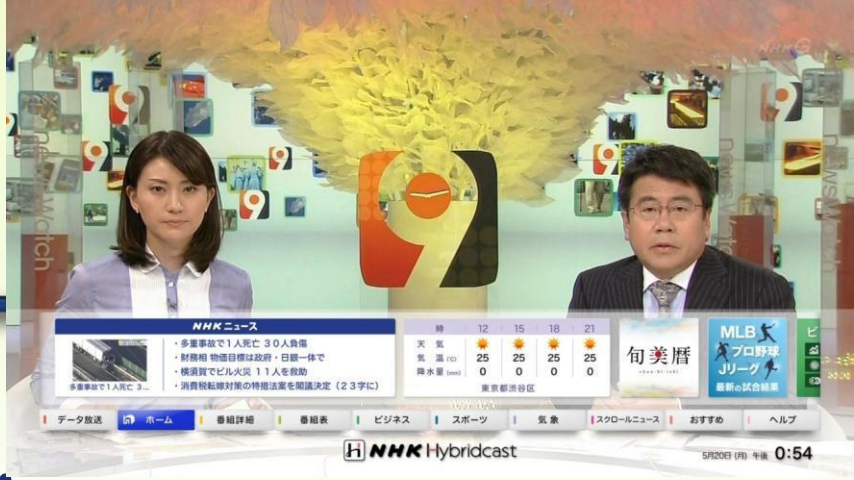 NHK G
newswatch
newswatch
9
NHKニュース
・多重事故で1人死亡 30人負傷
・財務相 物価目標は政府・日銀一体で
・横須賀でビル火災 11人を救助
・消費税転嫁対策の特措法案を閣議決定(23字に)
多重事故で1人死亡 3...
時 12 15 18 21
天気
気温(℃) 25 25 25 25
降水量(mm) 0 0 0 0
東京都渋谷区
旬美暦
MLB
プロ野球
Jリーグ
最新の試合結果
ビ
データ放送 ホーム 番組詳細 番組表 ビジネス スポーツ 気象 スクロールニュース おすすめ ヘルプ
NHK Hybridcast
5月20日(月) 午後 0:54